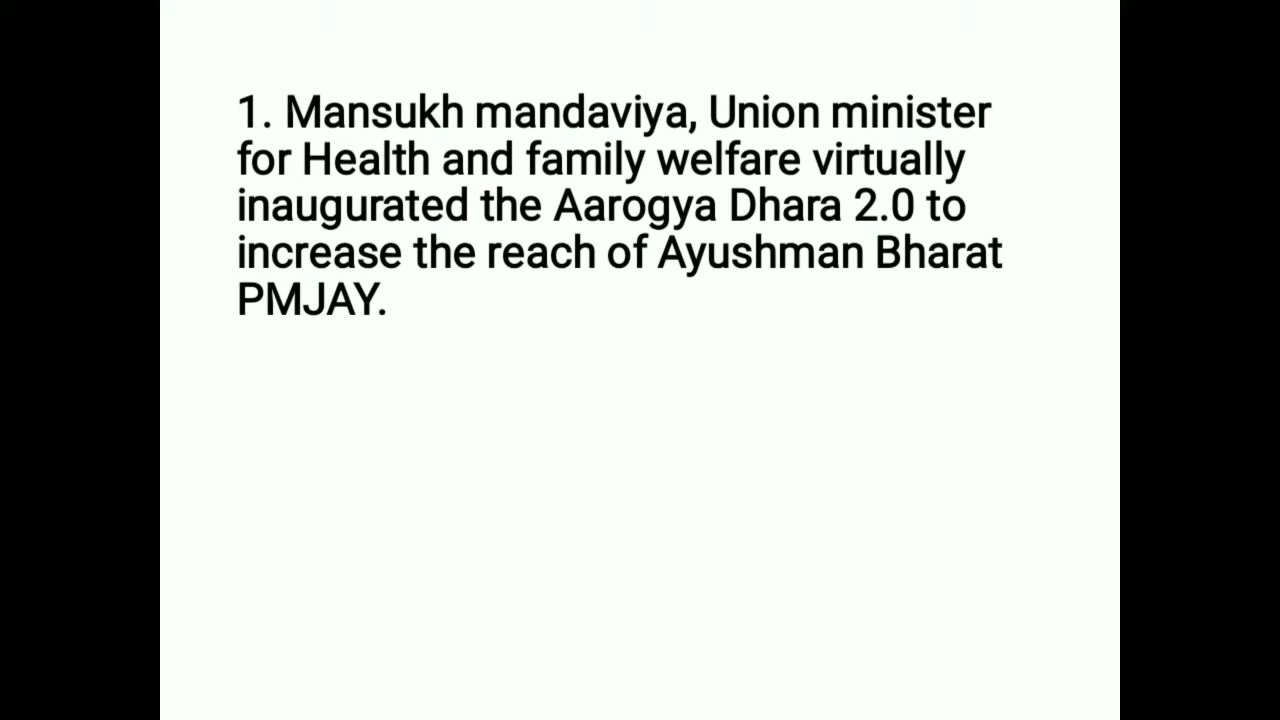 1. Mansukh mandaviya, Union minister
for Health and family welfare virtually
inaugurated the Aarogya Dhara 2.0 to
increase the reach of Ayushman Bharat
PMJAY.